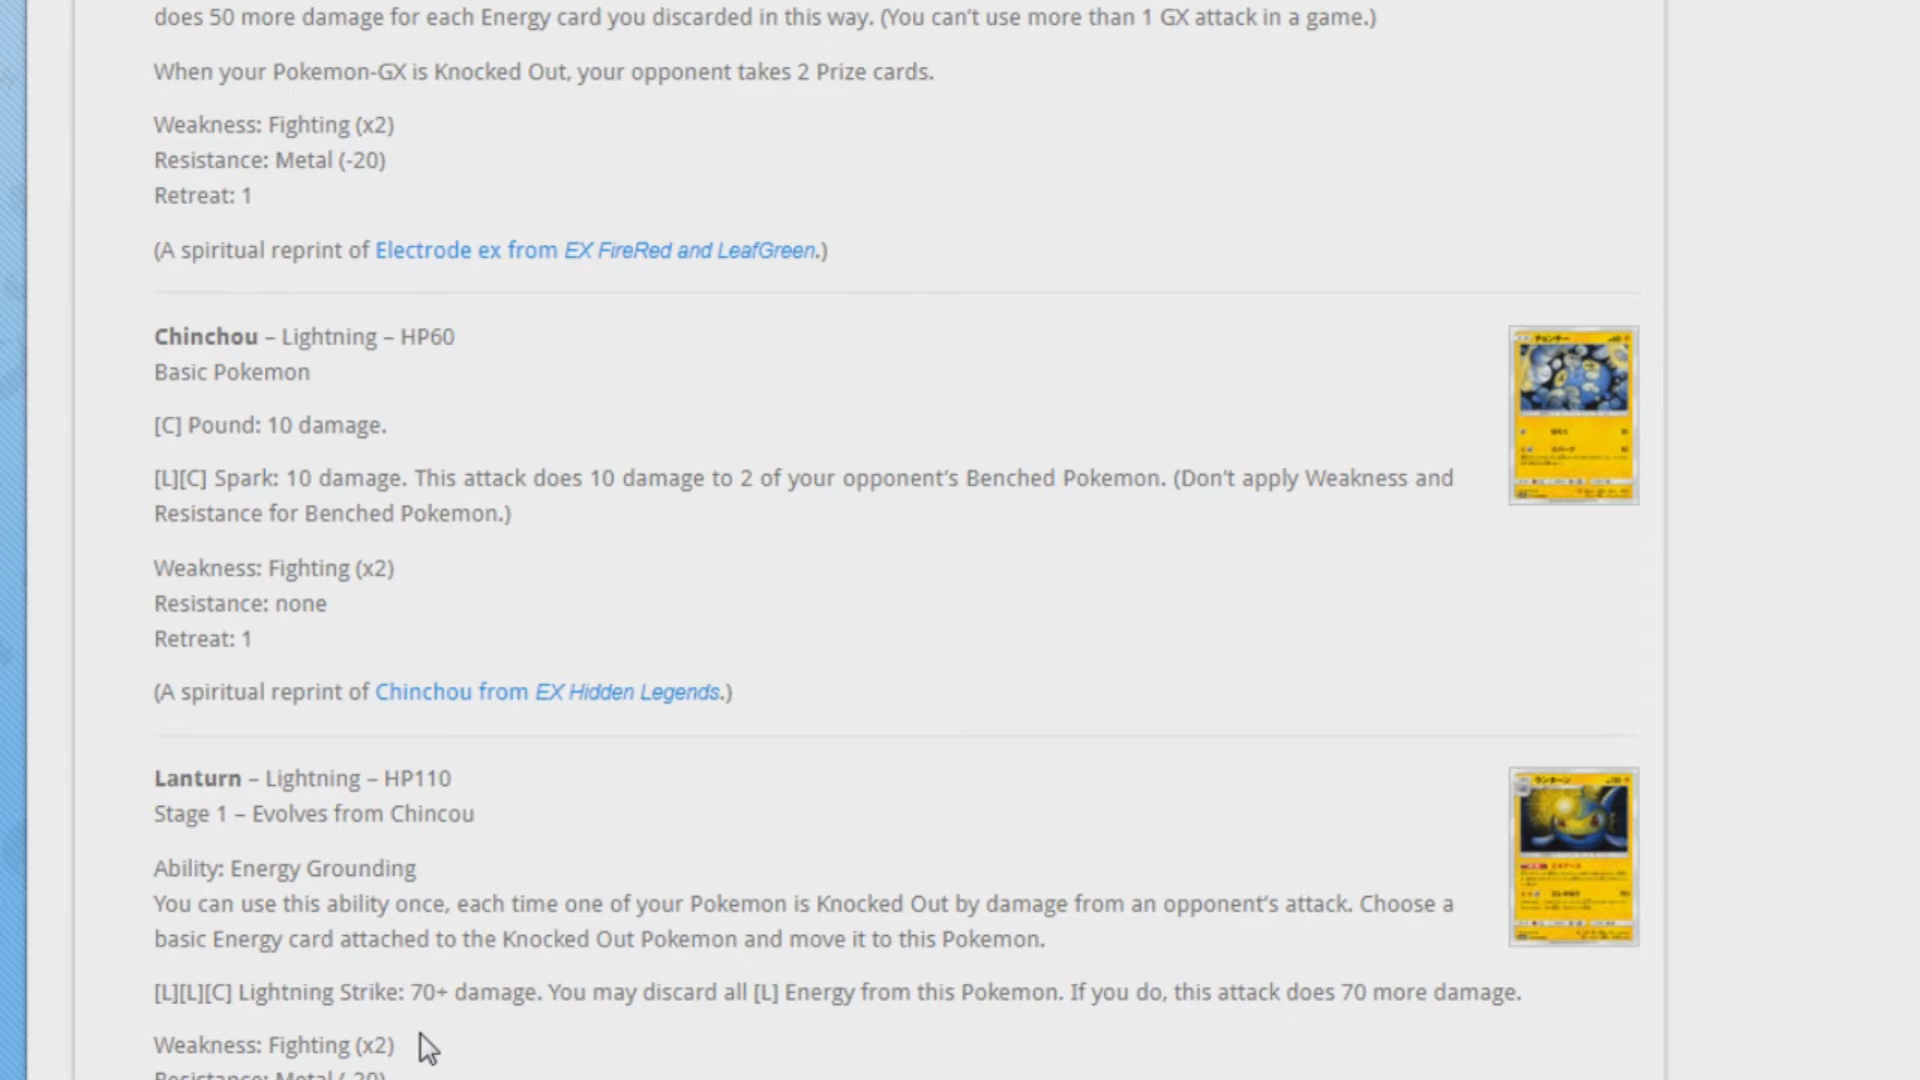 does 50 more damage for each Energy card you discarded in this way. (You can’t use more than 1 GX attack in a game.)
When your Pokemon-GX is Knocked Out, your opponent takes 2 Prize cards.
Weakness: Fighting (x2)
Resistance: Metal (-20)
Retreat: 1
(A spiritual reprint of Electrode ex from EX FireRed and LeafGreen.)
Chinchou – Lightning – HP60
Basic Pokemon
[C] Pound: 10 damage.
[L][C] Spark: 10 damage. This attack does 10 damage to 2 of your opponent’s Benched Pokemon. (Don’t apply Weakness and
Resistance for Benched Pokemon.)
Weakness: Fighting (x2)
Resistance: none
Retreat: 1
(A spiritual reprint of Chinchou from EX Hidden Legends.)
Lanturn – Lightning – HP110
Stage 1 – Evolves from Chincou
Ability: Energy Grounding
You can use this ability once, each time one of your Pokemon is Knocked Out by damage from an opponent’s attack. Choose a
basic Energy card attached to the Knocked Out Pokemon and move it to this Pokemon.
[L][L][C] Lightning Strike: 70+ damage. You may discard all [L] Energy from this Pokemon. If you do, this attack does 70 more damage.
Weakness: Fighting (x2)
Resistance: Metal (-20)